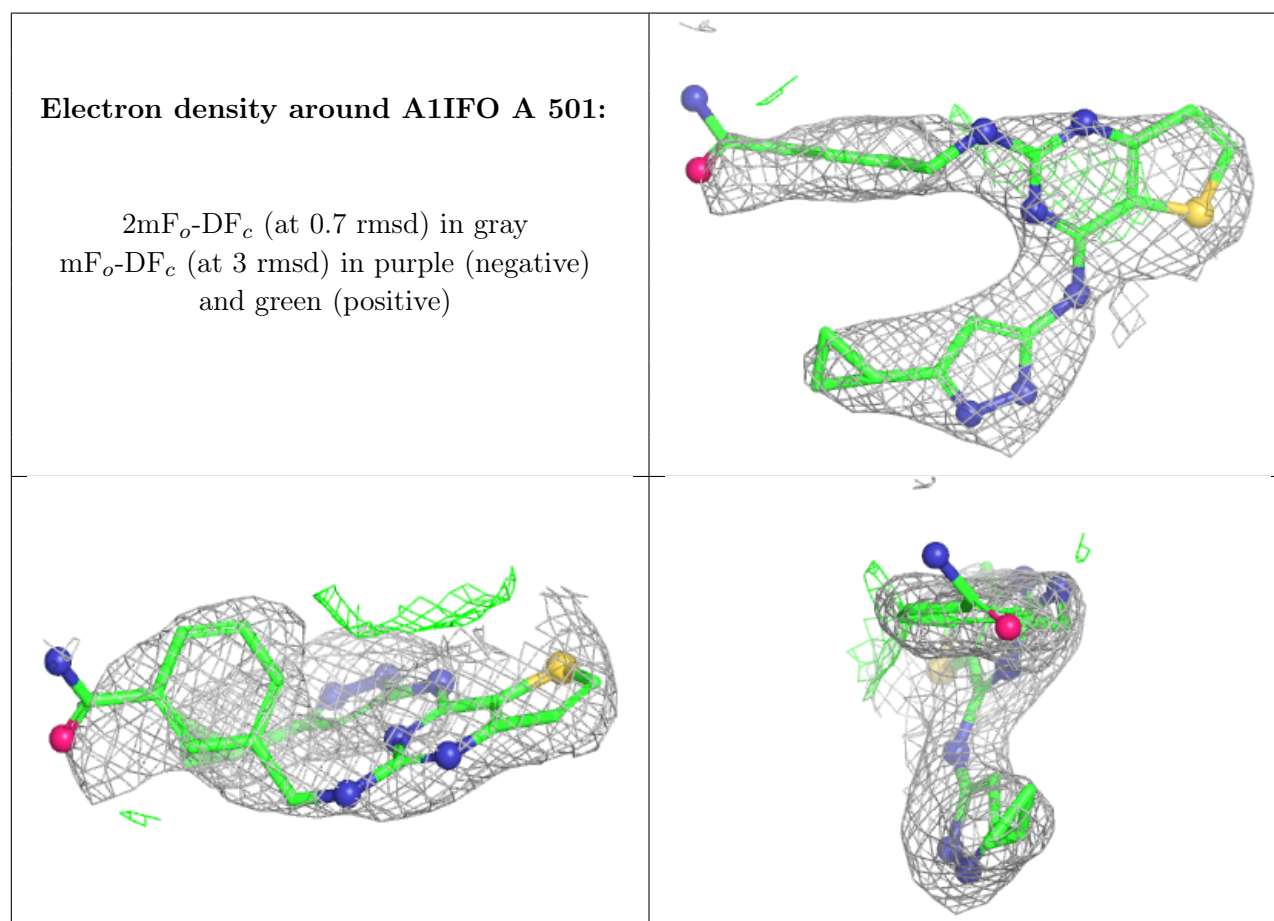 Electron density around A1IFO A 501:
2mFo-DFc (at 0.7 rmsd) in gray
mFo-DFc (at 3 rmsd) in purple (negative)
and green (positive)